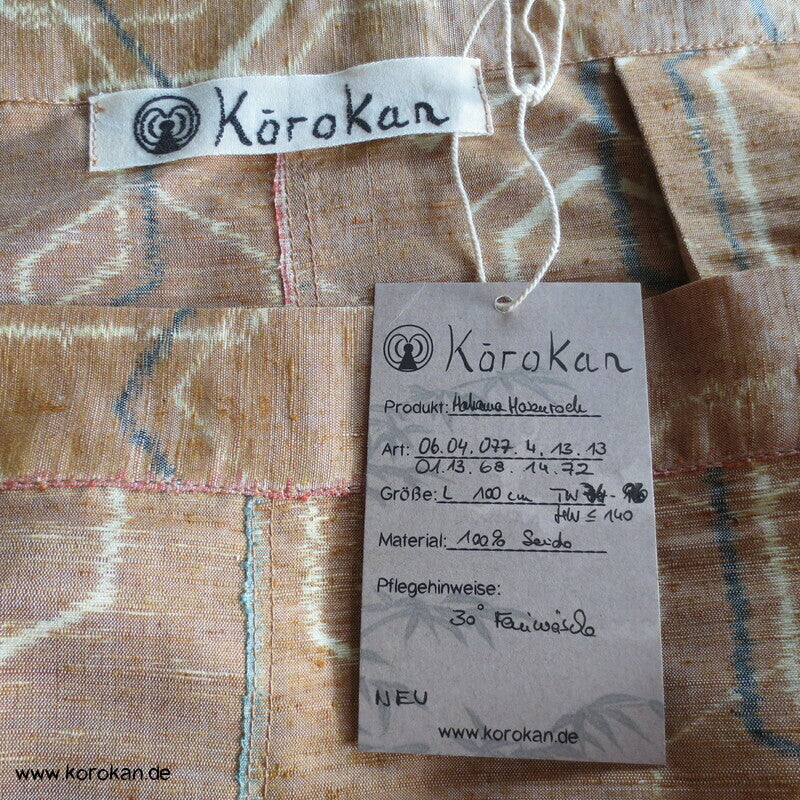 Kōrokan
Kōrokan
Produkt: Hakama Hosenrock
Art: 06.04.077.4.13.13
01.13.68.14.72
Größe: L 100 cm TW -
HW ≤ 140
Material: 100% Seide
Pflegehinweise:
30° Feinwäsche
NEU
www.korokan.de
www.korokan.de